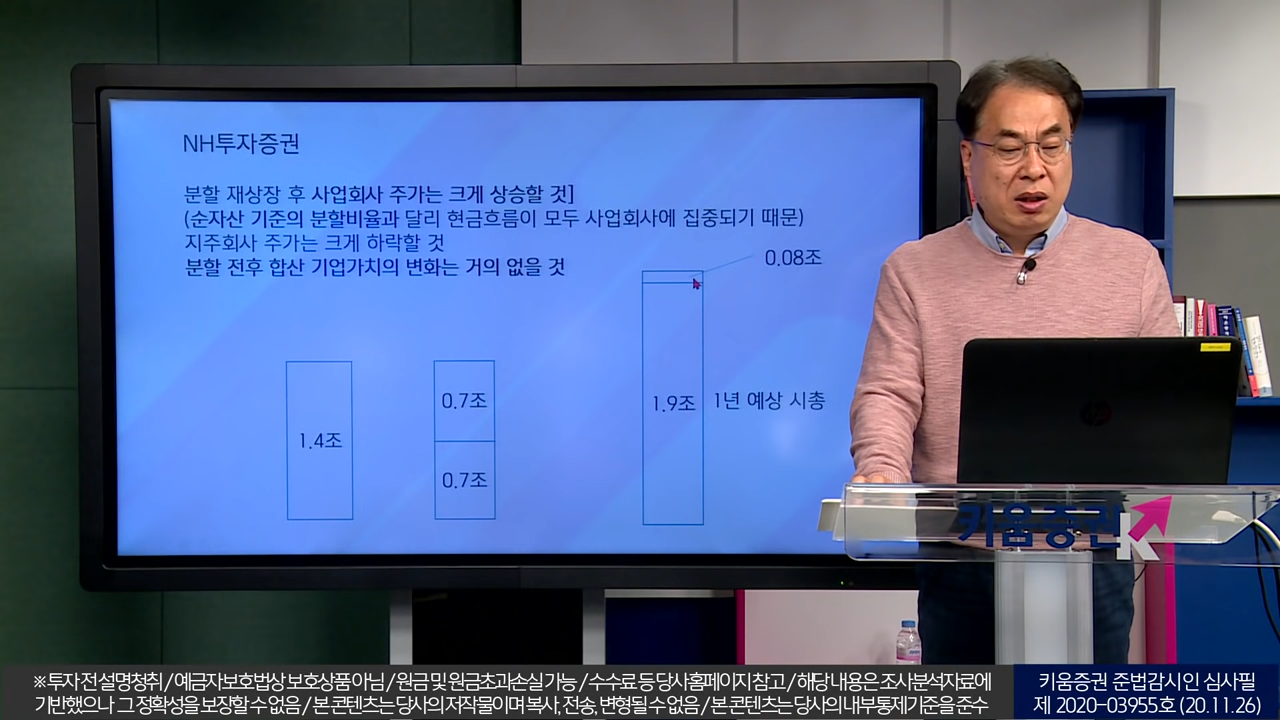 NH투자증권
분할 재상장 후 사업회사 주가는 크게 상승할 것]
(순자산 기준의 분할비율과 달리 현금흐름이 모두 사업회사에 집중되기 때문)
지주회사 주가는 크게 하락할 것
분할 전후 합산 기업가치의 변화는 거의 없을 것
0.08조
1.4조
0.7조
0.7조
1.9조
1년 예상 시총
키움증권
※ 투자 전 설명청취 / 예금자보호법상 보호상품 아님 / 원금 및 원금초과손실 가능 / 수수료 등 당사홈페이지 참고 / 해당 내용은 조사분석자료에
기반했으나 그 정확성을 보장할 수 없음 / 본 콘텐츠는 당사의 저작물이며 복사, 전송, 변형될 수 없음 / 본 콘텐츠는 당사의 내부통제기준을 준수
키움증권 준법감시인 심사필
제 2020-03955호 (20.11.26)